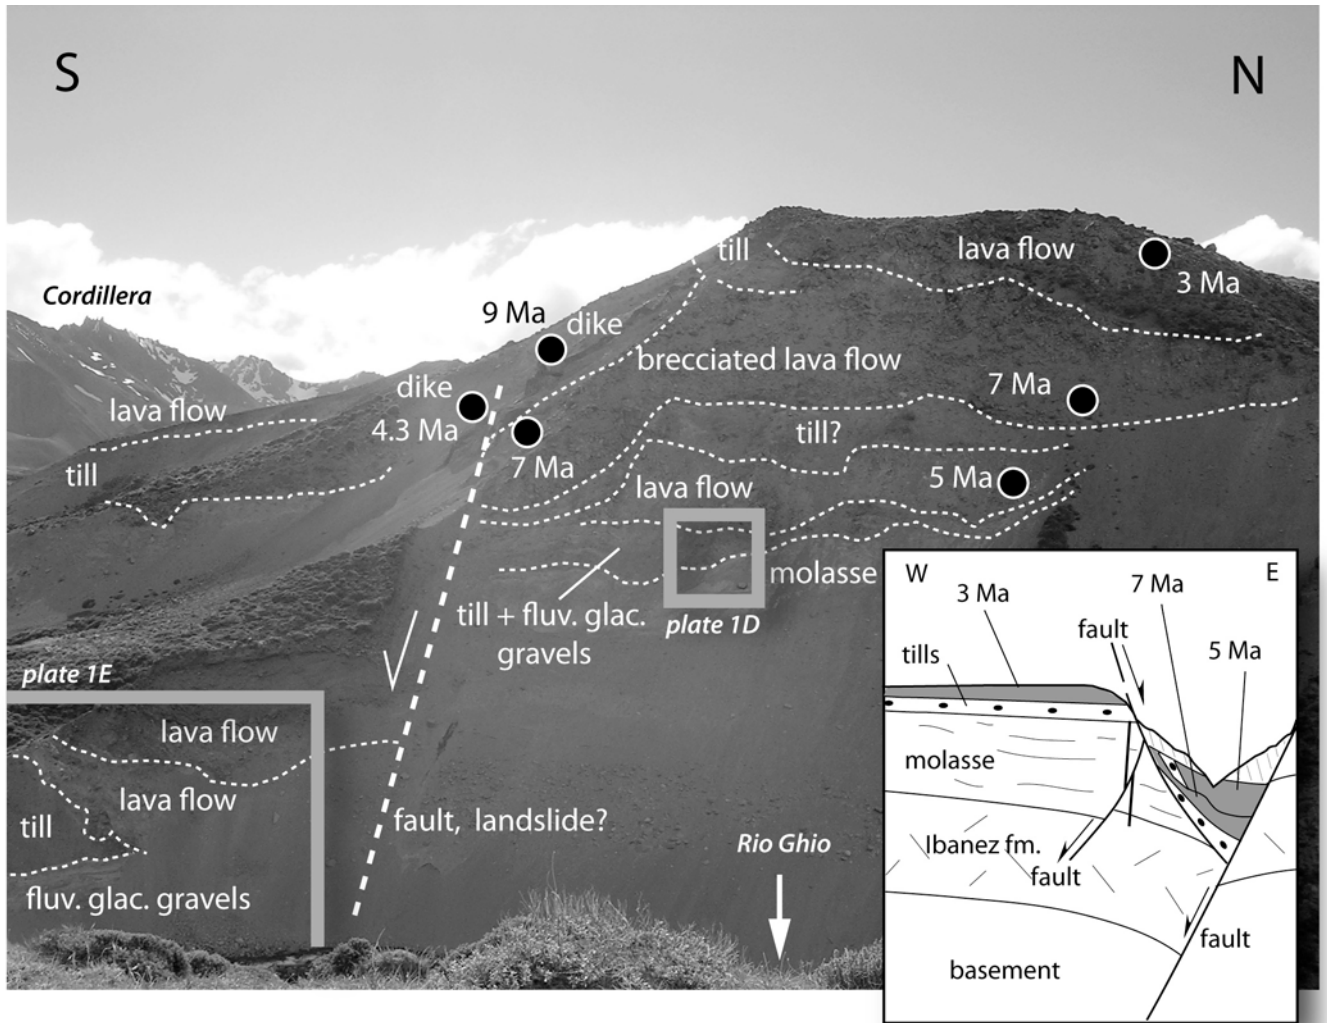 S
N
till
lava flow
3 Ma
Cordillera
9 Ma
dike
brecciated lava flow
dike
4.3 Ma
7 Ma
lava flow
till
7 Ma
till?
lava flow
5 Ma
molasse
till + fluv. glac.
gravels
plate 1D
plate 1E
lava flow
lava flow
till
fluv. glac. gravels
fault, landslide?
Rio Ghio
W
E
3 Ma
7 Ma
fault
5 Ma
tills
molasse
Ibanez fm.
fault
fault
basement